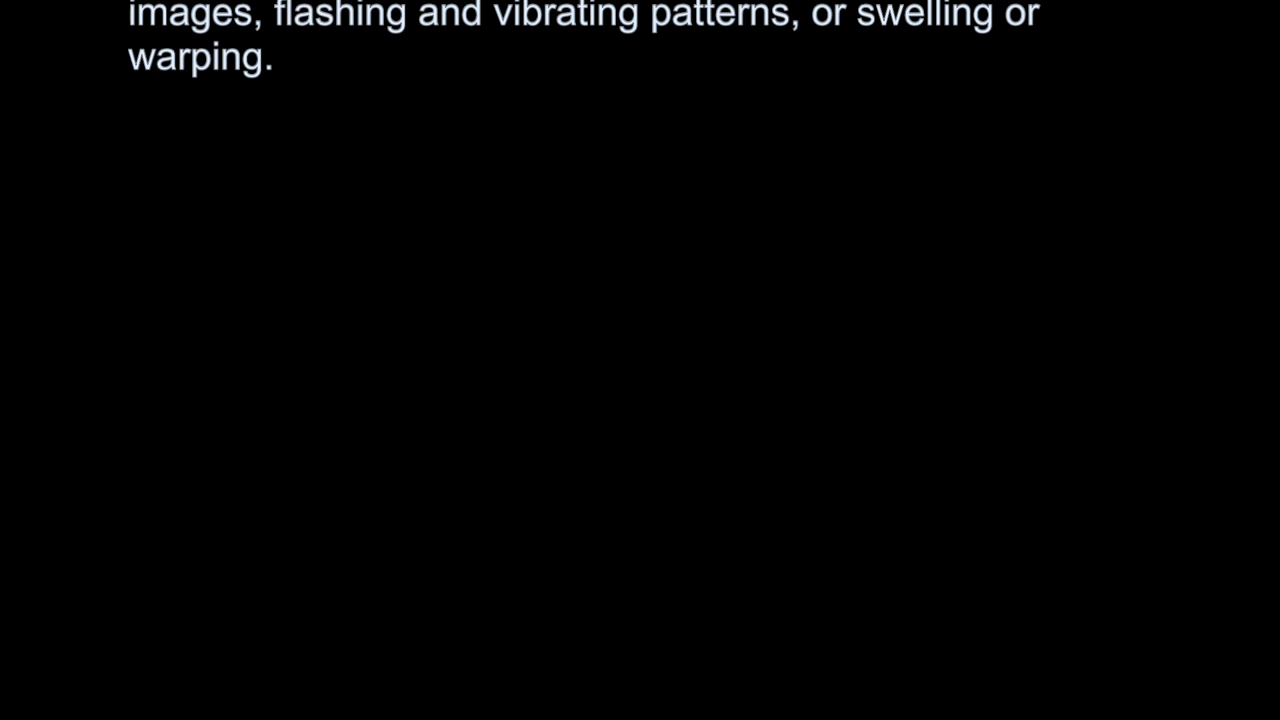 images, flashing and vibrating patterns, or swelling or
warping.